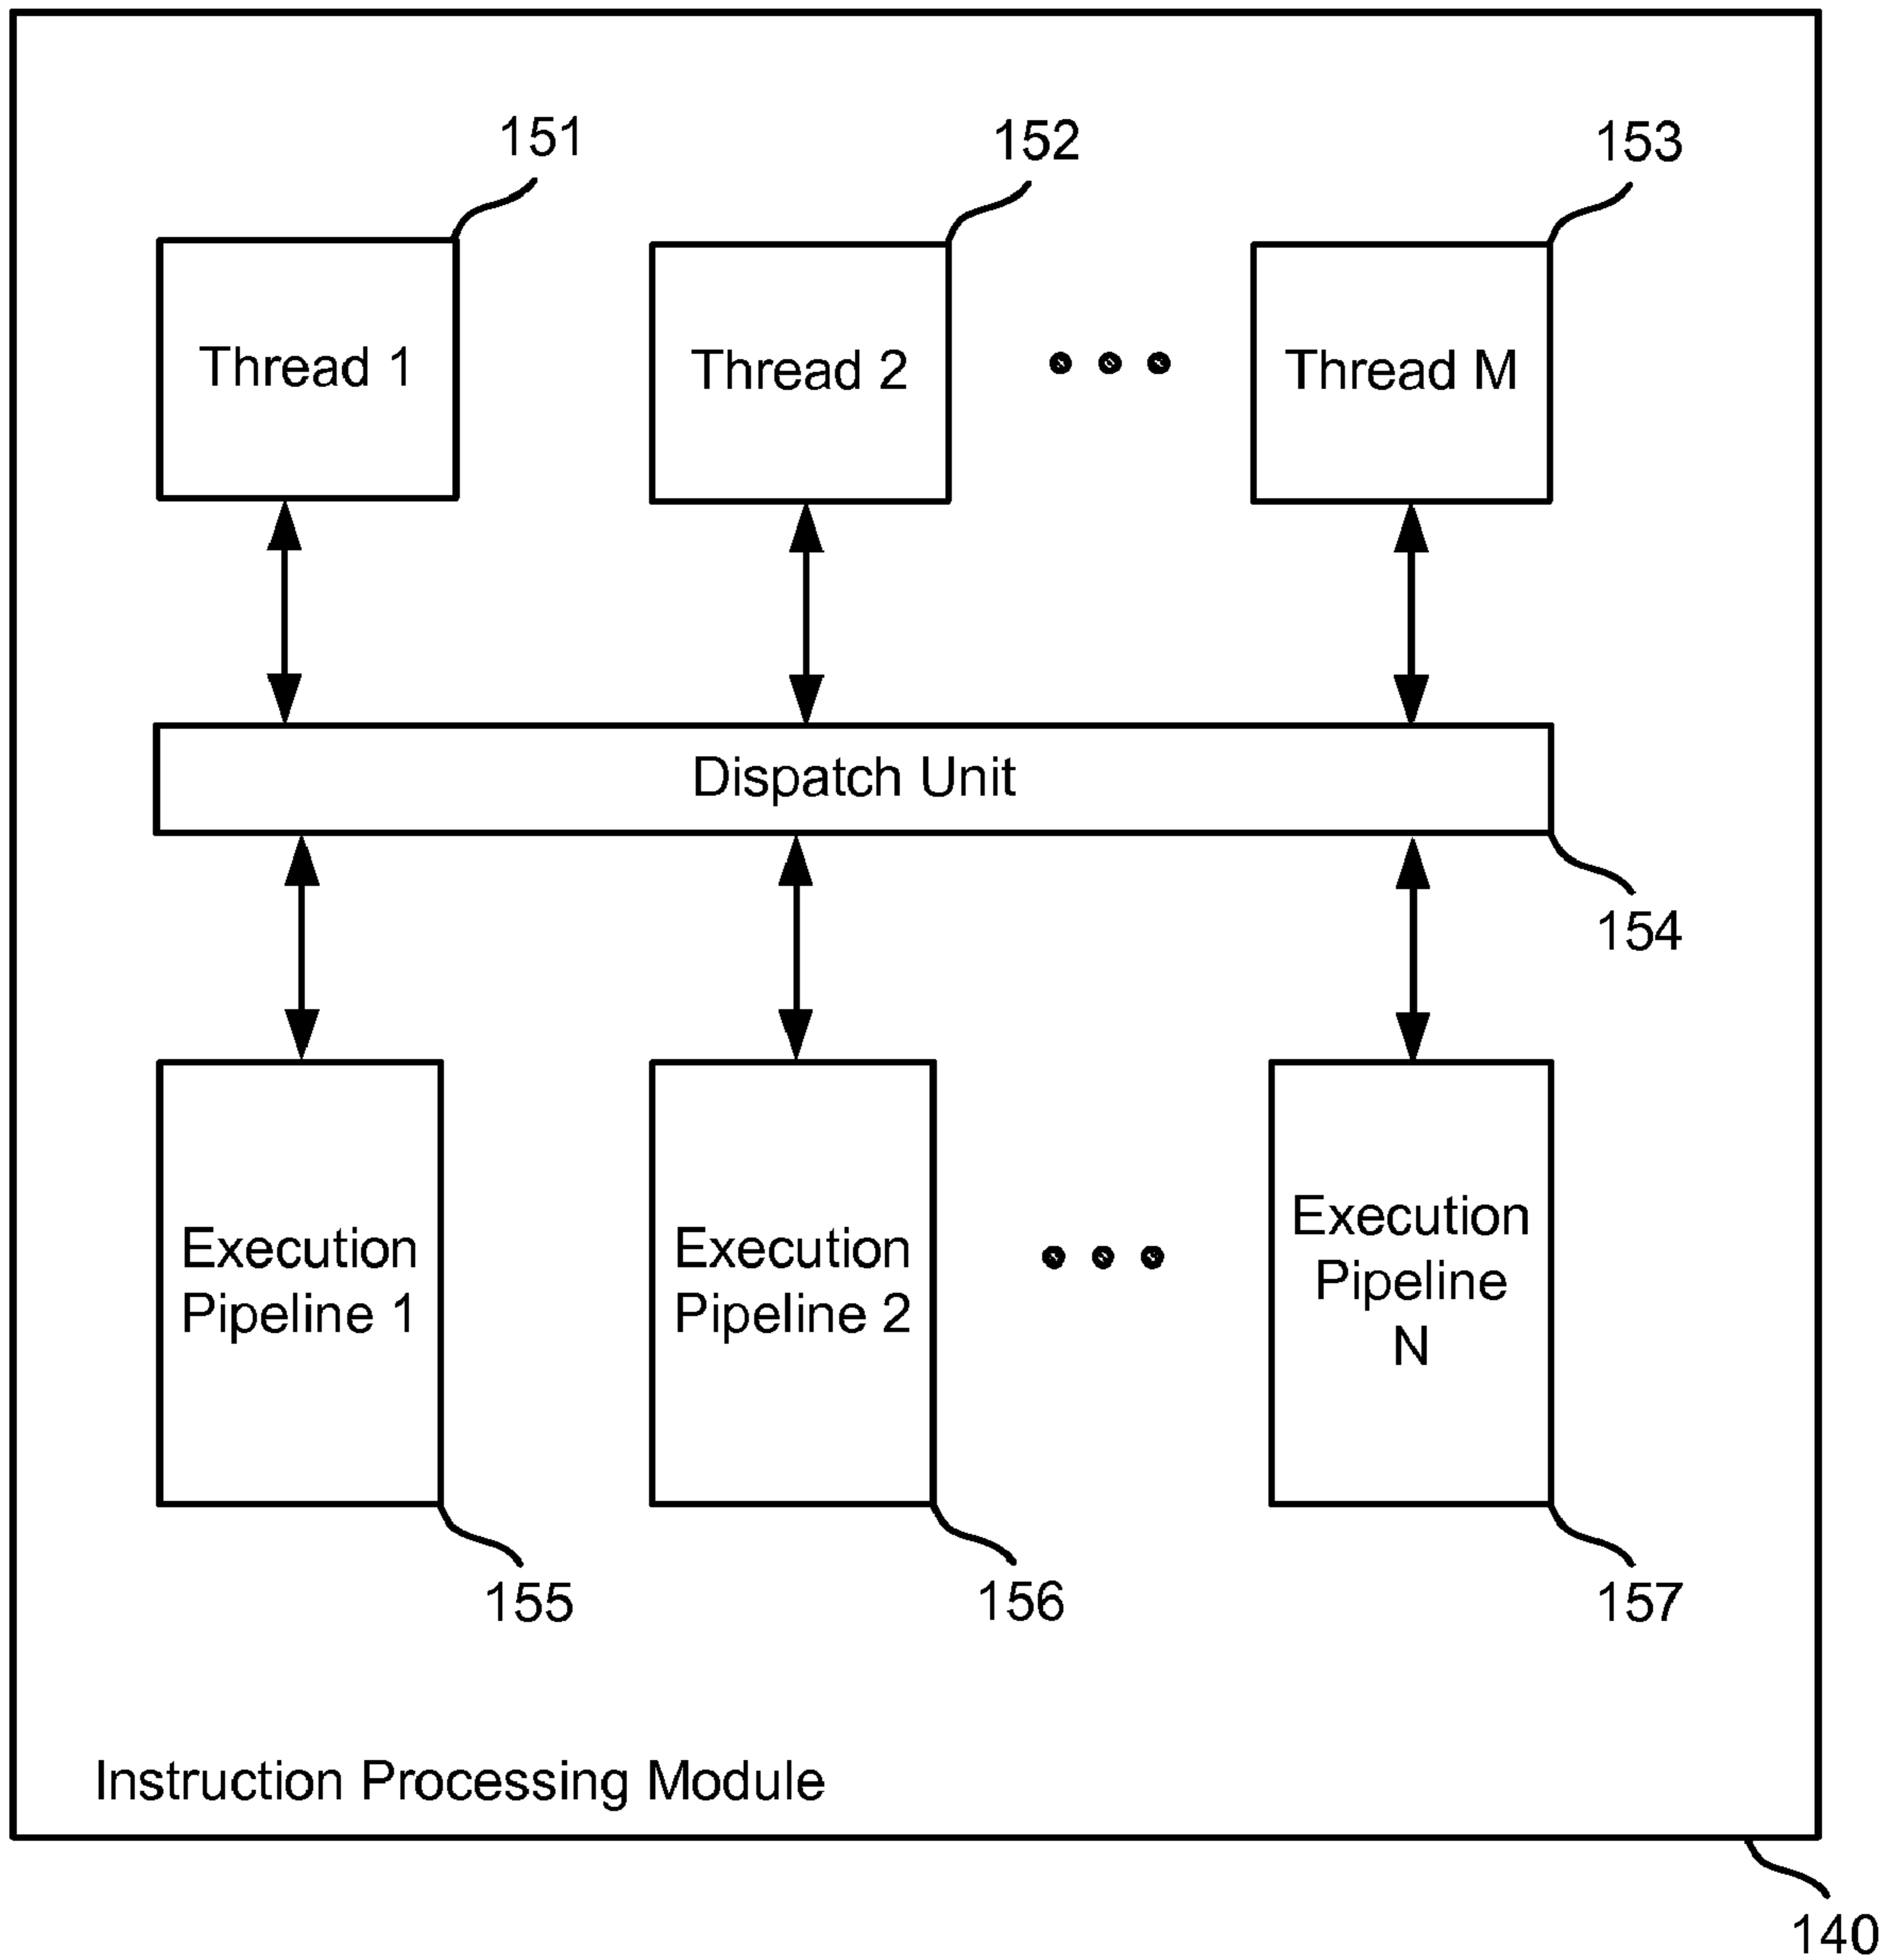 151
152
153
Thread 1
Thread 2
Thread M
Dispatch Unit
154
Execution
Pipeline 1
Execution
Pipeline 2
Execution
Pipeline
N
155
156
157
Instruction Processing Module
140